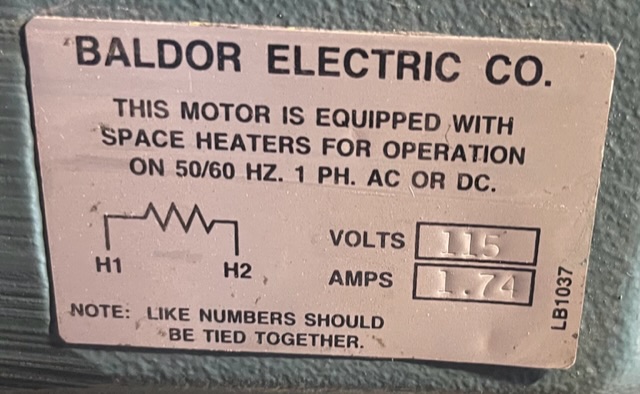 BALDOR ELECTRIC CO.
THIS MOTOR IS EQUIPPED WITH
SPACE HEATERS FOR OPERATION
ON 50/60 HZ. 1 PH. AC OR DC.
H1
H2
VOLTS 115
AMPS 1.74
NOTE: LIKE NUMBERS SHOULD
BE TIED TOGETHER.
LB1037